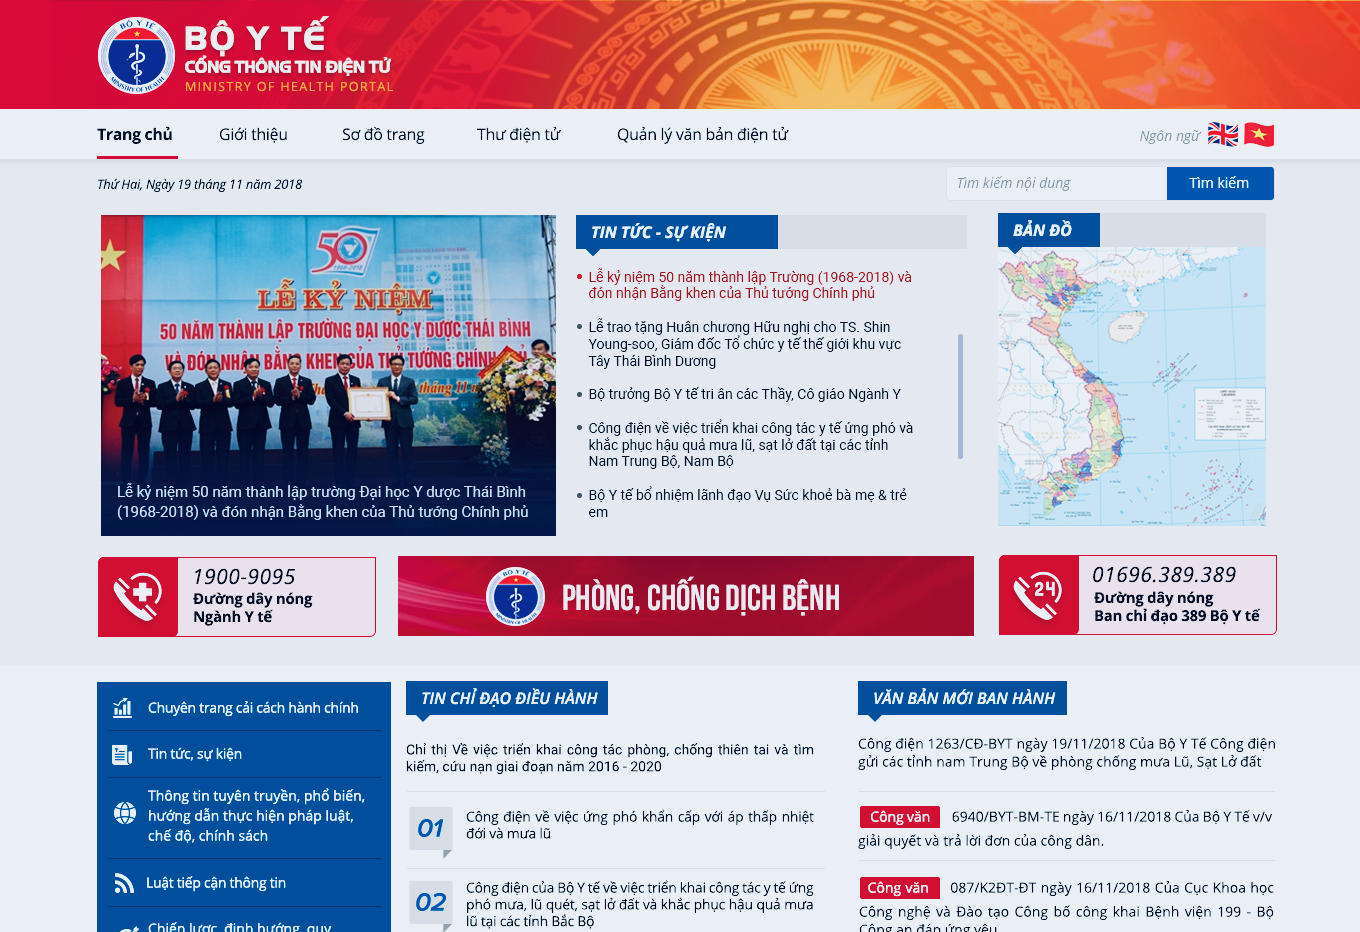 BỘ Y TẾ
MINISTRY OF HEALTH
BỘ Y TẾ
CỔNG THÔNG TIN ĐIỆN TỬ
MINISTRY OF HEALTH PORTAL
Trang chủ
Giới thiệu
Sơ đồ trang
Thư điện tử
Quản lý văn bản điện tử
Ngôn ngữ
Thứ Hai, Ngày 19 tháng 11 năm 2018
Tìm kiếm nội dung
Tìm kiếm
50
1968-2018
LỄ KỶ NIỆM
50 NĂM THÀNH LẬP TRƯỜNG ĐẠI HỌC Y DƯỢC THÁI BÌNH
VÀ ĐÓN NHẬN BẰNG KHEN CỦA THỦ TƯỚNG CHÍNH
tháng 11
Lễ kỷ niệm 50 năm thành lập trường Đại học Y dược Thái Bình
(1968-2018) và đón nhận Bằng khen của Thủ tướng Chính phủ
TIN TỨC - SỰ KIỆN
Lễ kỷ niệm 50 năm thành lập Trường (1968-2018) và
đón nhận Bằng khen của Thủ tướng Chính phủ
Lễ trao tặng Huân chương Hữu nghị cho TS. Shin
Young-soo, Giám đốc Tổ chức y tế thế giới khu vực
Tây Thái Bình Dương
Bộ trưởng Bộ Y tế tri ân các Thầy, Cô giáo Ngành Y
Công điện về việc triển khai công tác y tế ứng phó và
khắc phục hậu quả mưa lũ, sạt lở đất tại các tỉnh
Nam Trung Bộ, Nam Bộ
Bộ Y tế bổ nhiệm lãnh đạo Vụ Sức khoẻ bà mẹ & trẻ
em
BẢN ĐỒ
1900-9095
Đường dây nóng
Ngành Y tế
BỘ Y TẾ
MINISTRY OF HEALTH
PHÒNG, CHỐNG DỊCH BỆNH
24
01696.389.389
Đường dây nóng
Ban chỉ đạo 389 Bộ Y tế
Chuyên trang cải cách hành chính
Tin tức, sự kiện
Thông tin tuyên truyền, phổ biến,
hướng dẫn thực hiện pháp luật,
chế độ, chính sách
Luật tiếp cận thông tin
Chiến lược, định hướng, quy
TIN CHỈ ĐẠO ĐIỀU HÀNH
Chỉ thị Về việc triển khai công tác phòng, chống thiên tai và tìm
kiếm, cứu nạn giai đoạn năm 2016 - 2020
01
Công điện về việc ứng phó khẩn cấp với áp thấp nhiệt
đới và mưa lũ
02
Công điện của Bộ Y tế về việc triển khai công tác y tế ứng
phó mưa, lũ quét, sạt lở đất và khắc phục hậu quả mưa
lũ tại các tỉnh Bắc Bộ
VĂN BẢN MỚI BAN HÀNH
Công điện 1263/CĐ-BYT ngày 19/11/2018 Của Bộ Y Tế Công điện
gửi các tỉnh nam Trung Bộ về phòng chống mưa Lũ, Sạt Lở đất
Công văn 6940/BYT-BM-TE ngày 16/11/2018 Của Bộ Y Tế v/v
giải quyết và trả lời đơn của công dân.
Công văn 087/K2ĐT-ĐT ngày 16/11/2018 Của Cục Khoa học
Công nghệ và Đào tạo Công bố công khai Bệnh viện 199 - Bộ
Công an đáp ứng yêu